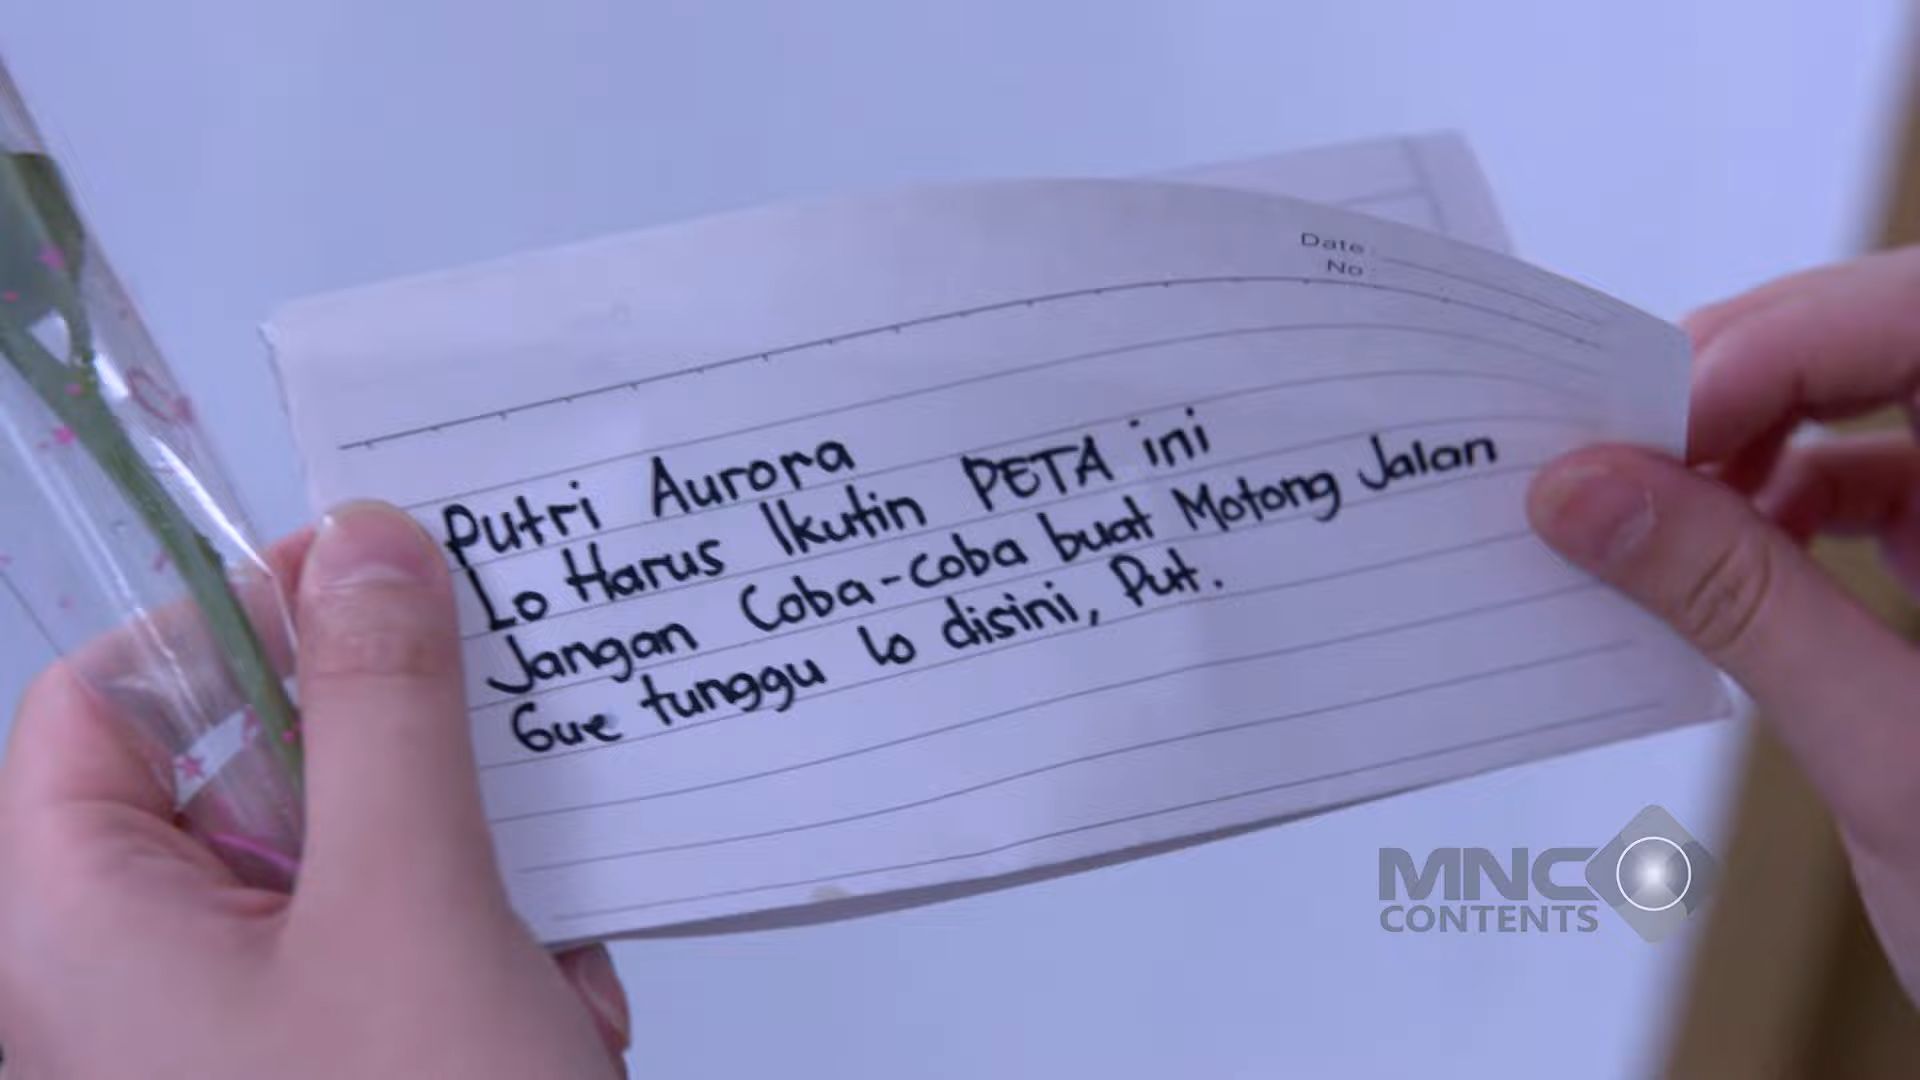 Date :
No :
Putri Aurora
Lo Harus Ikutin PETA ini
Jangan Coba-coba buat Motong Jalan
Gue tunggu lo disini, Put.
MNC
CONTENTS